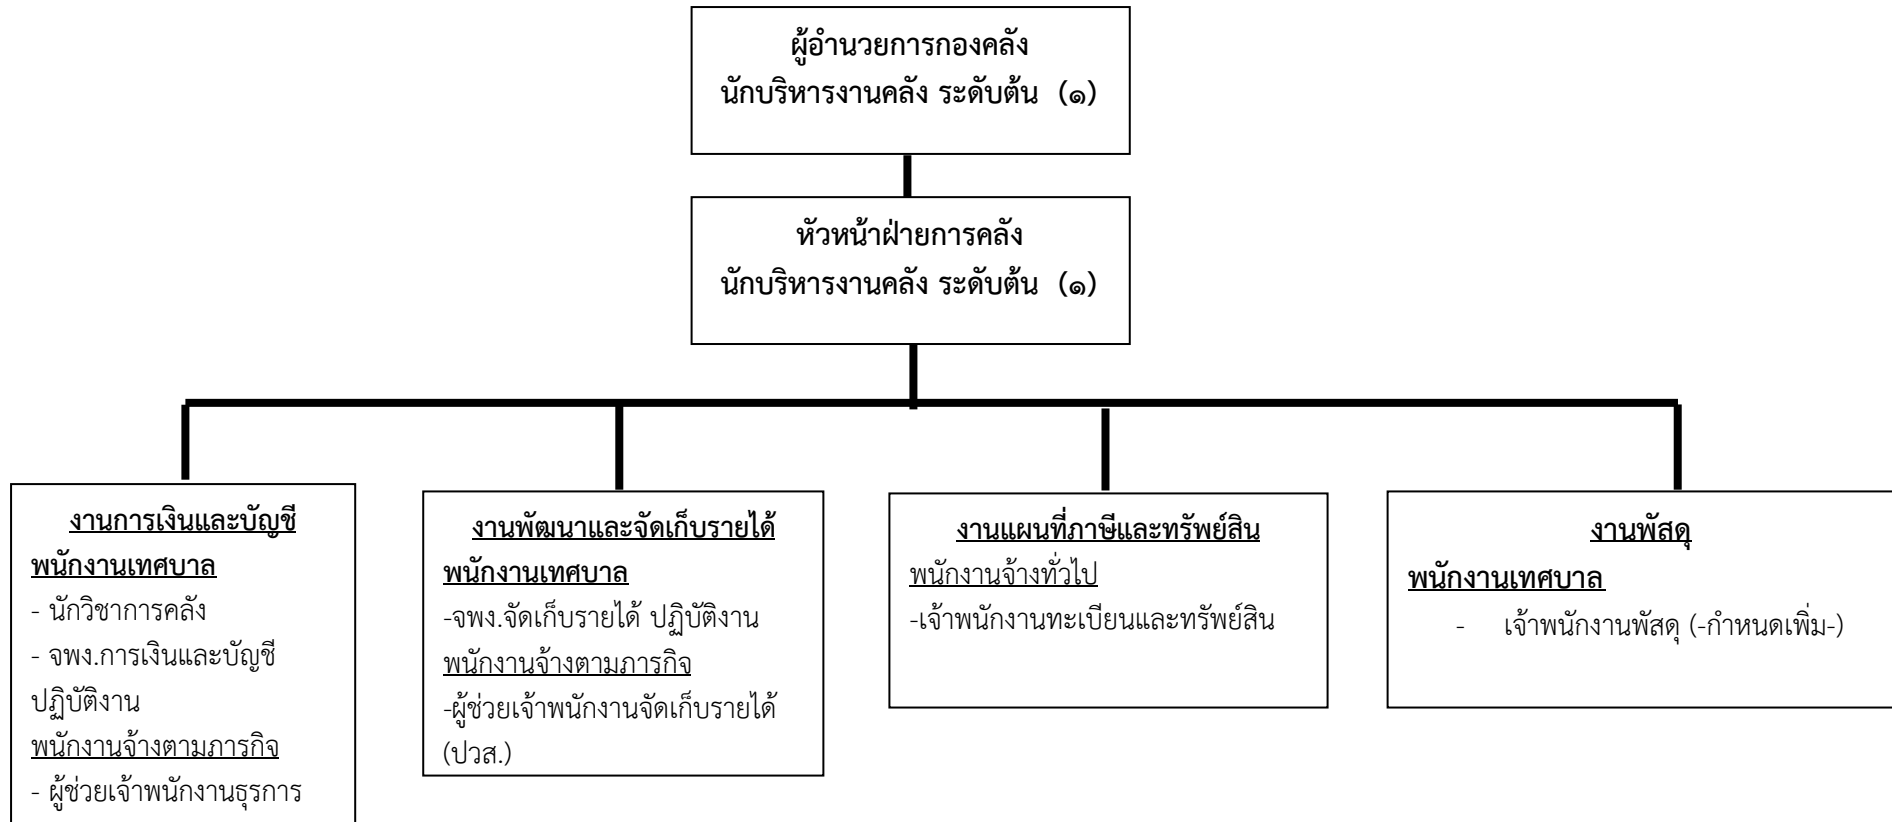 ผู้อำนวยการกองคลัง
นักบริหารงานคลัง ระดับต้น (๑)
หัวหน้าฝ่ายการคลัง
นักบริหารงานคลัง ระดับต้น (๑)
งานการเงินและบัญชี
พนักงานเทศบาล
- นักวิชาการคลัง
- จพง.การเงินและบัญชี
ปฏิบัติงาน
พนักงานจ้างตามภารกิจ
- ผู้ช่วยเจ้าพนักงานธุรการ
งานพัฒนาและจัดเก็บรายได้
พนักงานเทศบาล
-จพง.จัดเก็บรายได้ ปฏิบัติงาน
พนักงานจ้างตามภารกิจ
-ผู้ช่วยเจ้าพนักงานจัดเก็บรายได้
(ปวส.)
งานแผนที่ภาษีและทรัพย์สิน
พนักงานจ้างทั่วไป
-เจ้าพนักงานทะเบียนและทรัพย์สิน
งานพัสดุ
พนักงานเทศบาล
- เจ้าพนักงานพัสดุ (-กำหนดเพิ่ม-)